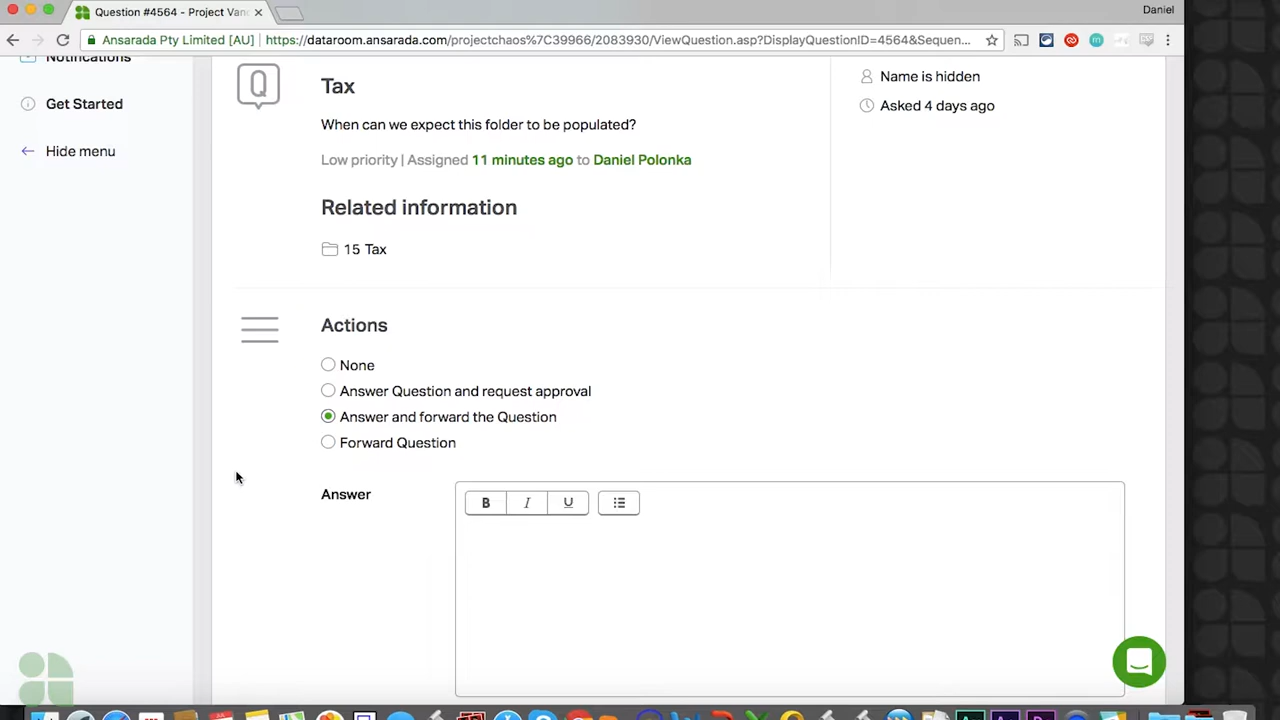 Daniel
Question #4564 - Project Van
Ansarada Pty Limited [AU]
https://dataroom.ansarada.com/projectchaos%7C39966/2083930/ViewQuestion.asp?DisplayQuestionID=4564&Sequen...
Notifications
Get Started
Hide menu
Q
Tax
When can we expect this folder to be populated?
Low priority | Assigned 11 minutes ago to Daniel Polonka
Name is hidden
Asked 4 days ago
Related information
15 Tax
Actions
None
Answer Question and request approval
Answer and forward the Question
Forward Question
Answer
B I U